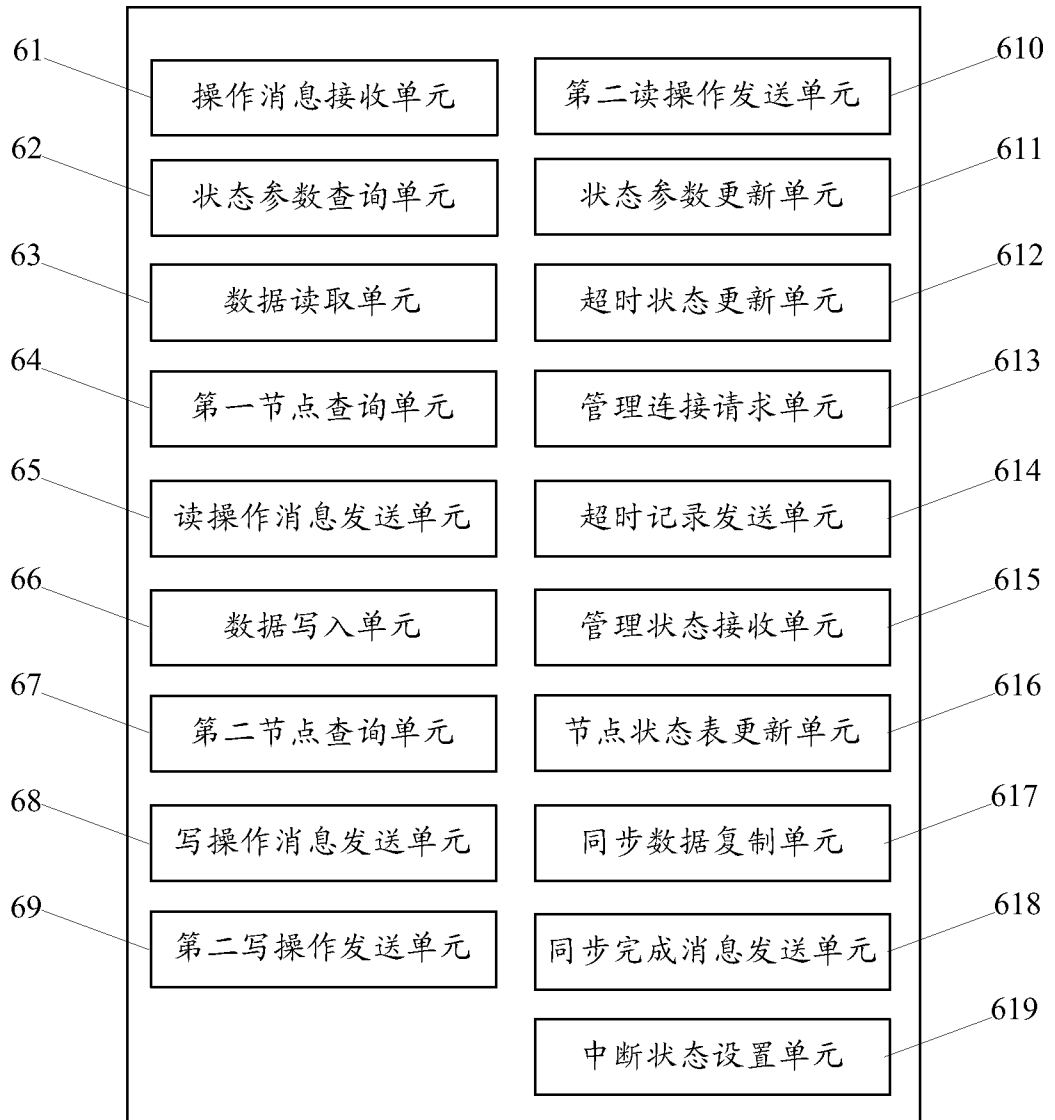 61
操作消息接收单元
62
状态参数查询单元
63
数据读取单元
64
第一节点查询单元
65
读操作消息发送单元
66
数据写入单元
67
第二节点查询单元
68
写操作消息发送单元
69
第二写操作发送单元
610
第二读操作发送单元
611
状态参数更新单元
612
超时状态更新单元
613
管理连接请求单元
614
超时记录发送单元
615
管理状态接收单元
616
节点状态表更新单元
617
同步数据复制单元
618
同步完成消息发送单元
619
中断状态设置单元